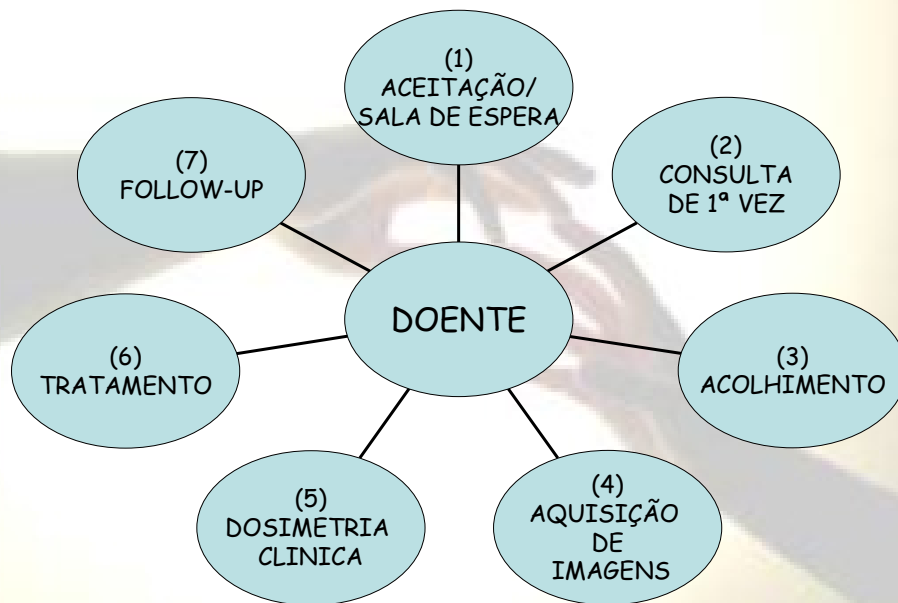 (1)
ACEITAÇÃO/
SALA DE ESPERA
(2)
CONSULTA
DE 1ª VEZ
(3)
ACOLHIMENTO
(4)
AQUISIÇÃO
DE
IMAGENS
(5)
DOSIMETRIA
CLINICA
(6)
TRATAMENTO
(7)
FOLLOW-UP
DOENTE